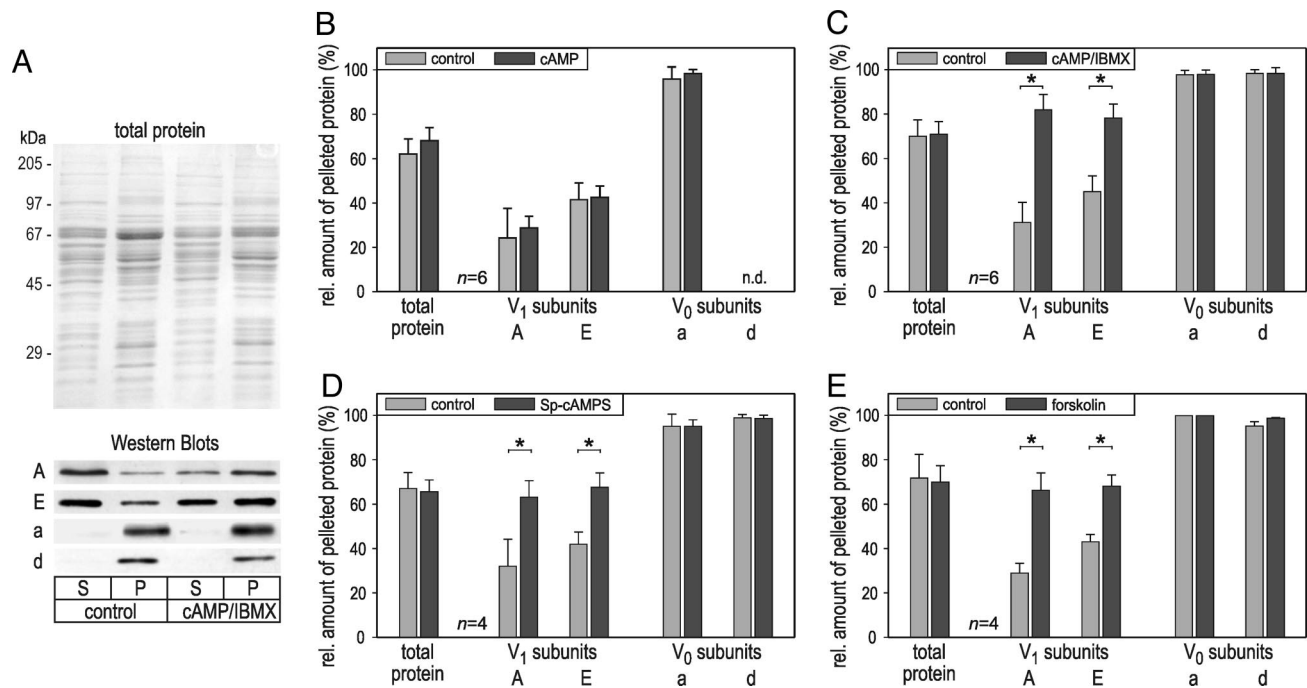 A
total protein
kDa
205 -
97 -
67 -
45 -
29 -
Western Blots
A
E
a
d
S P S P
control cAMP/IBMX
B
rel. amount of pelleted protein (%)
control cAMP
100
80
60
40
20
0
n=6
n.d.
total protein
V1 subunits
V0 subunits
A E a d
C
rel. amount of pelleted protein (%)
control cAMP/IBMX
100
80
60
40
20
0
* *
n=6
total protein
V1 subunits
V0 subunits
A E a d
D
rel. amount of pelleted protein (%)
control Sp-cAMPS
100
80
60
40
20
0
* *
n=4
total protein
V1 subunits
V0 subunits
A E a d
E
rel. amount of pelleted protein (%)
control forskolin
100
80
60
40
20
0
* *
n=4
total protein
V1 subunits
V0 subunits
A E a d